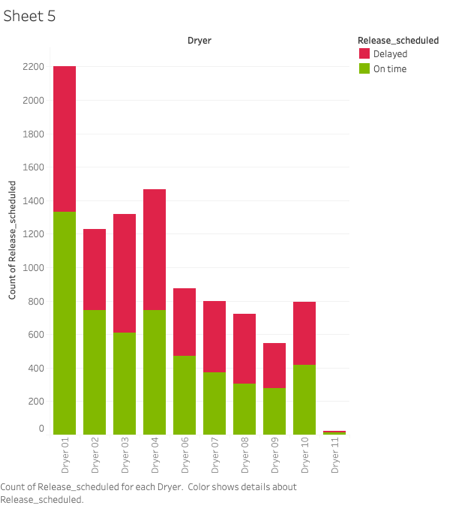 Sheet 5
Dryer
Release_scheduled
Delayed
On time
Count of Release_scheduled
2200
2000
1800
1600
1400
1200
1000
800
600
400
200
0
Dryer 01
Dryer 02
Dryer 03
Dryer 04
Dryer 06
Dryer 07
Dryer 08
Dryer 09
Dryer 10
Dryer 11
Count of Release_scheduled for each Dryer. Color shows details about
Release_scheduled.